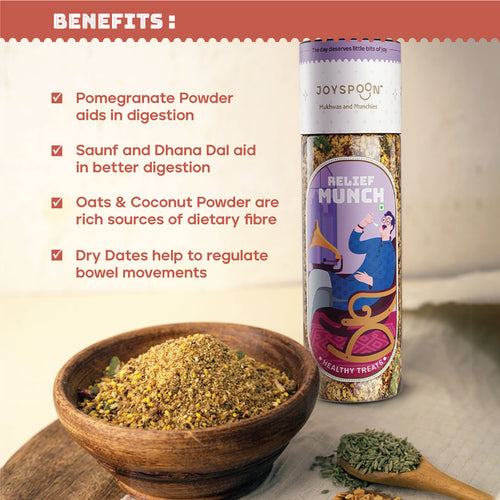 BENEFITS :
Pomegranate Powder
aids in digestion
Saunf and Dhana Dal aid
in better digestion
Oats & Coconut Powder are
rich sources of dietary fibre
Dry Dates help to regulate
bowel movements
The day deserves little bits of joy
JOYSPOON™
Mukhwas and Munchies
RELIEF
MUNCH
• HEALTHY TREATS •